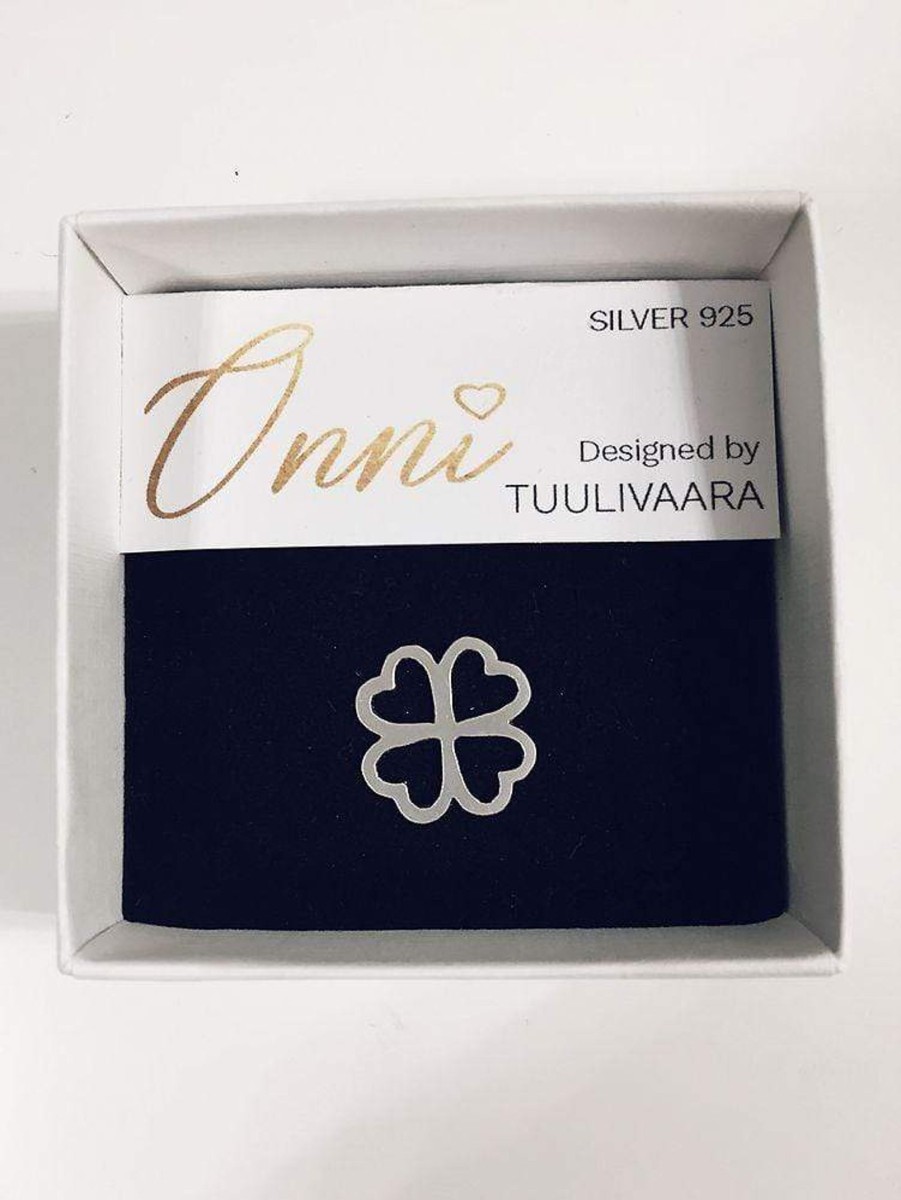 SILVER 925
Onni
Designed by
TUULIVAARA